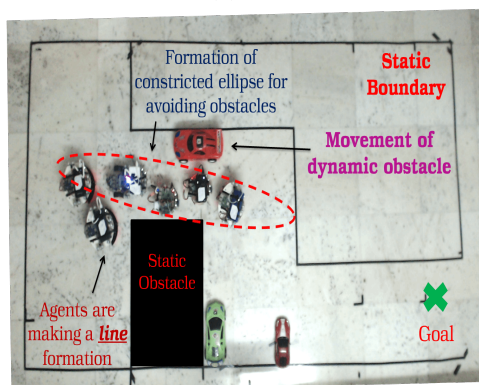 Formation of
constricted ellipse for
avoiding obstacles
Static
Boundary
Movement of
dynamic obstacle
Static
Obstacle
Agents are
making a line
formation
Goal